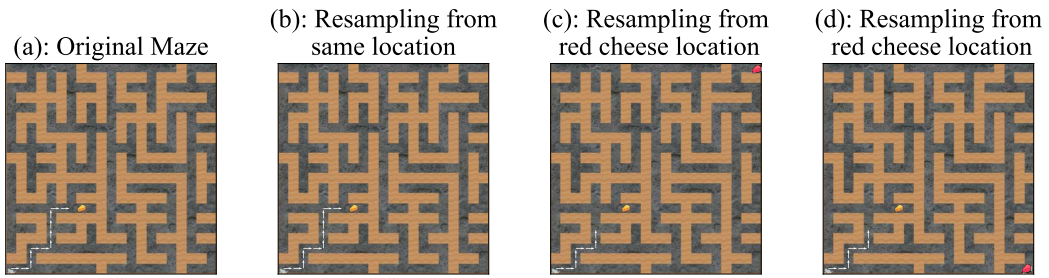 (a): Original Maze
(b): Resampling from
same location
(c): Resampling from
red cheese location
(d): Resampling from
red cheese location